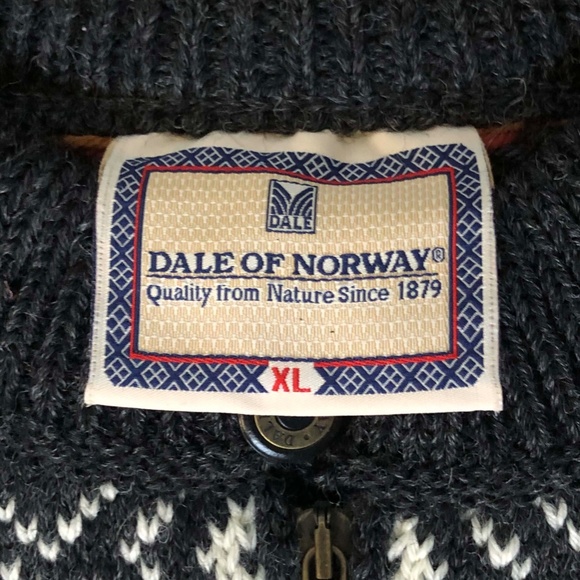 DALE
DALE OF NORWAY®
Quality from Nature Since 1879
XL